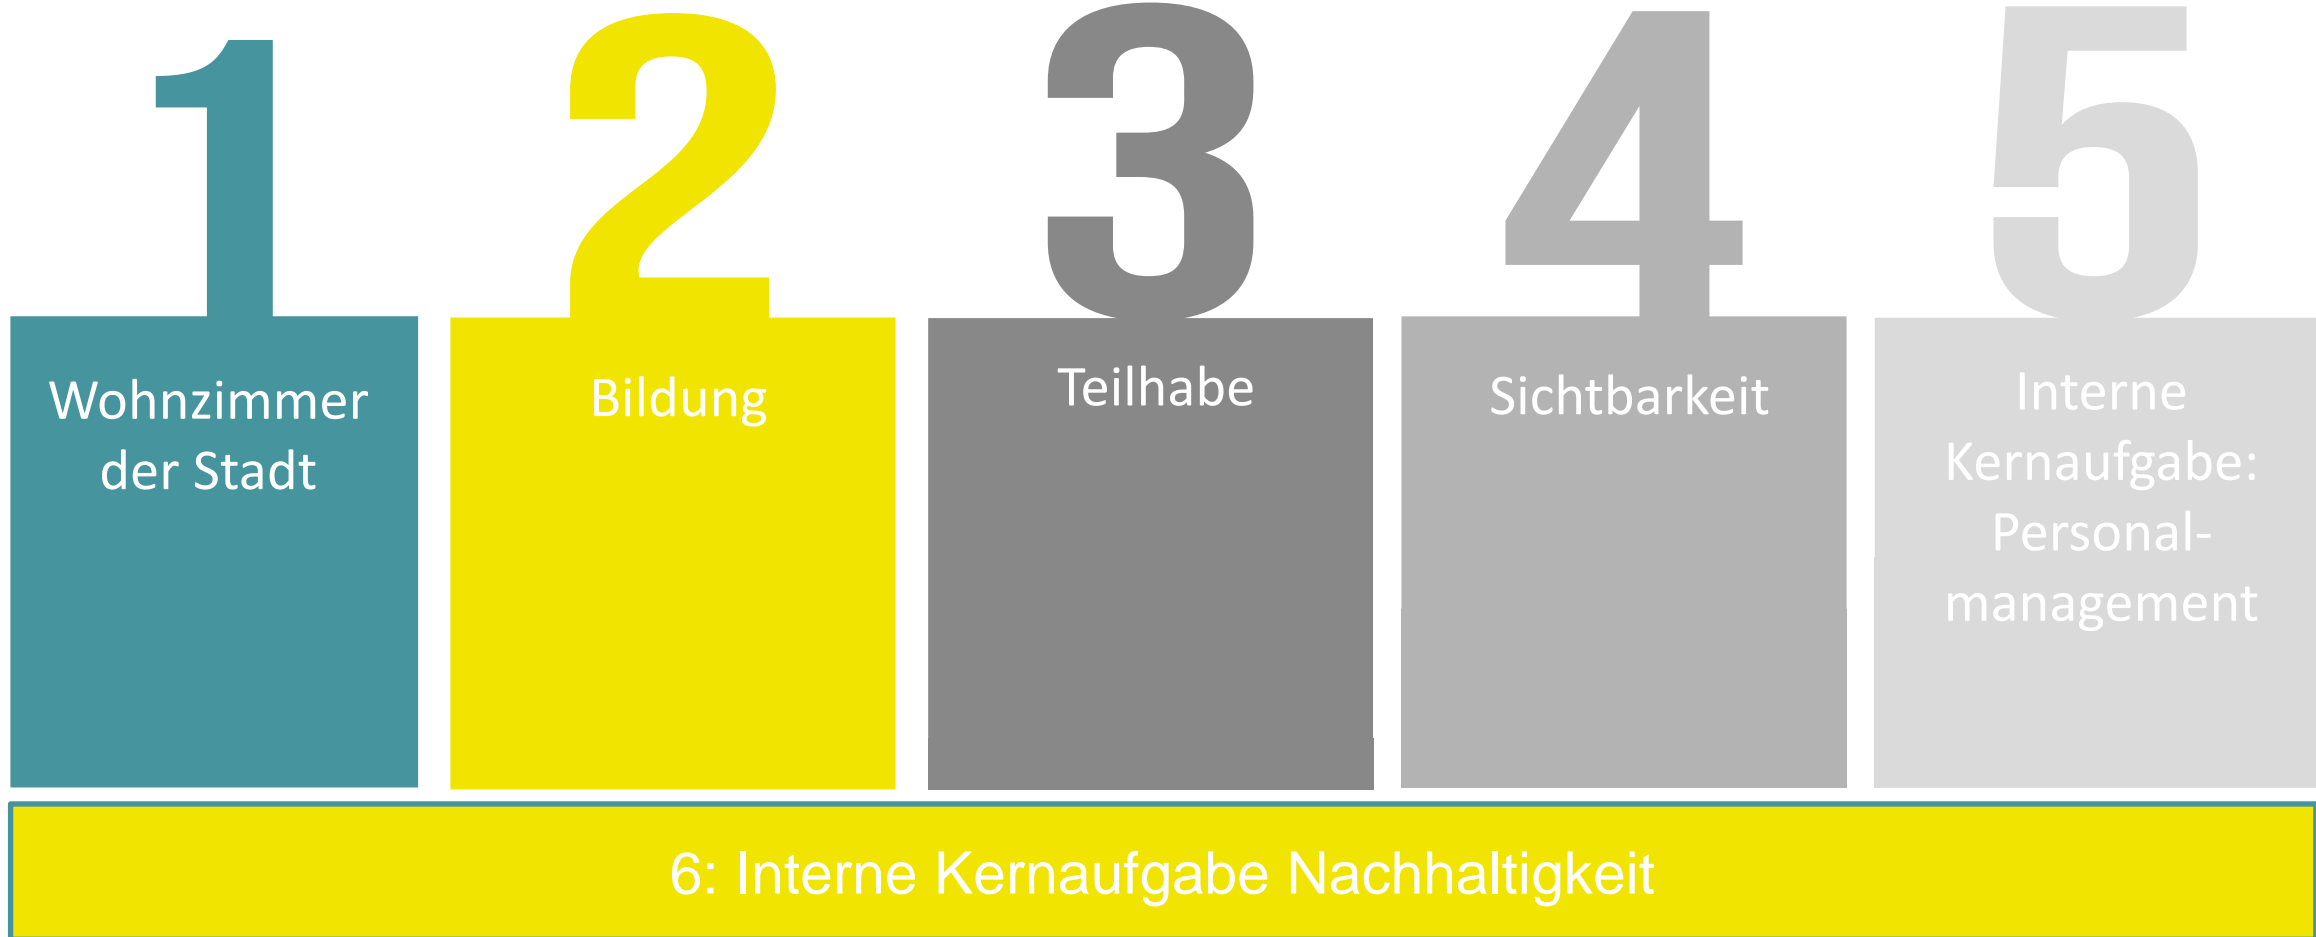 1
Wohnzimmer
der Stadt
2
Bildung
3
Teilhabe
4
Sichtbarkeit
5
Interne
Kernaufgabe:
Personal-
management
6: Interne Kernaufgabe Nachhaltigkeit